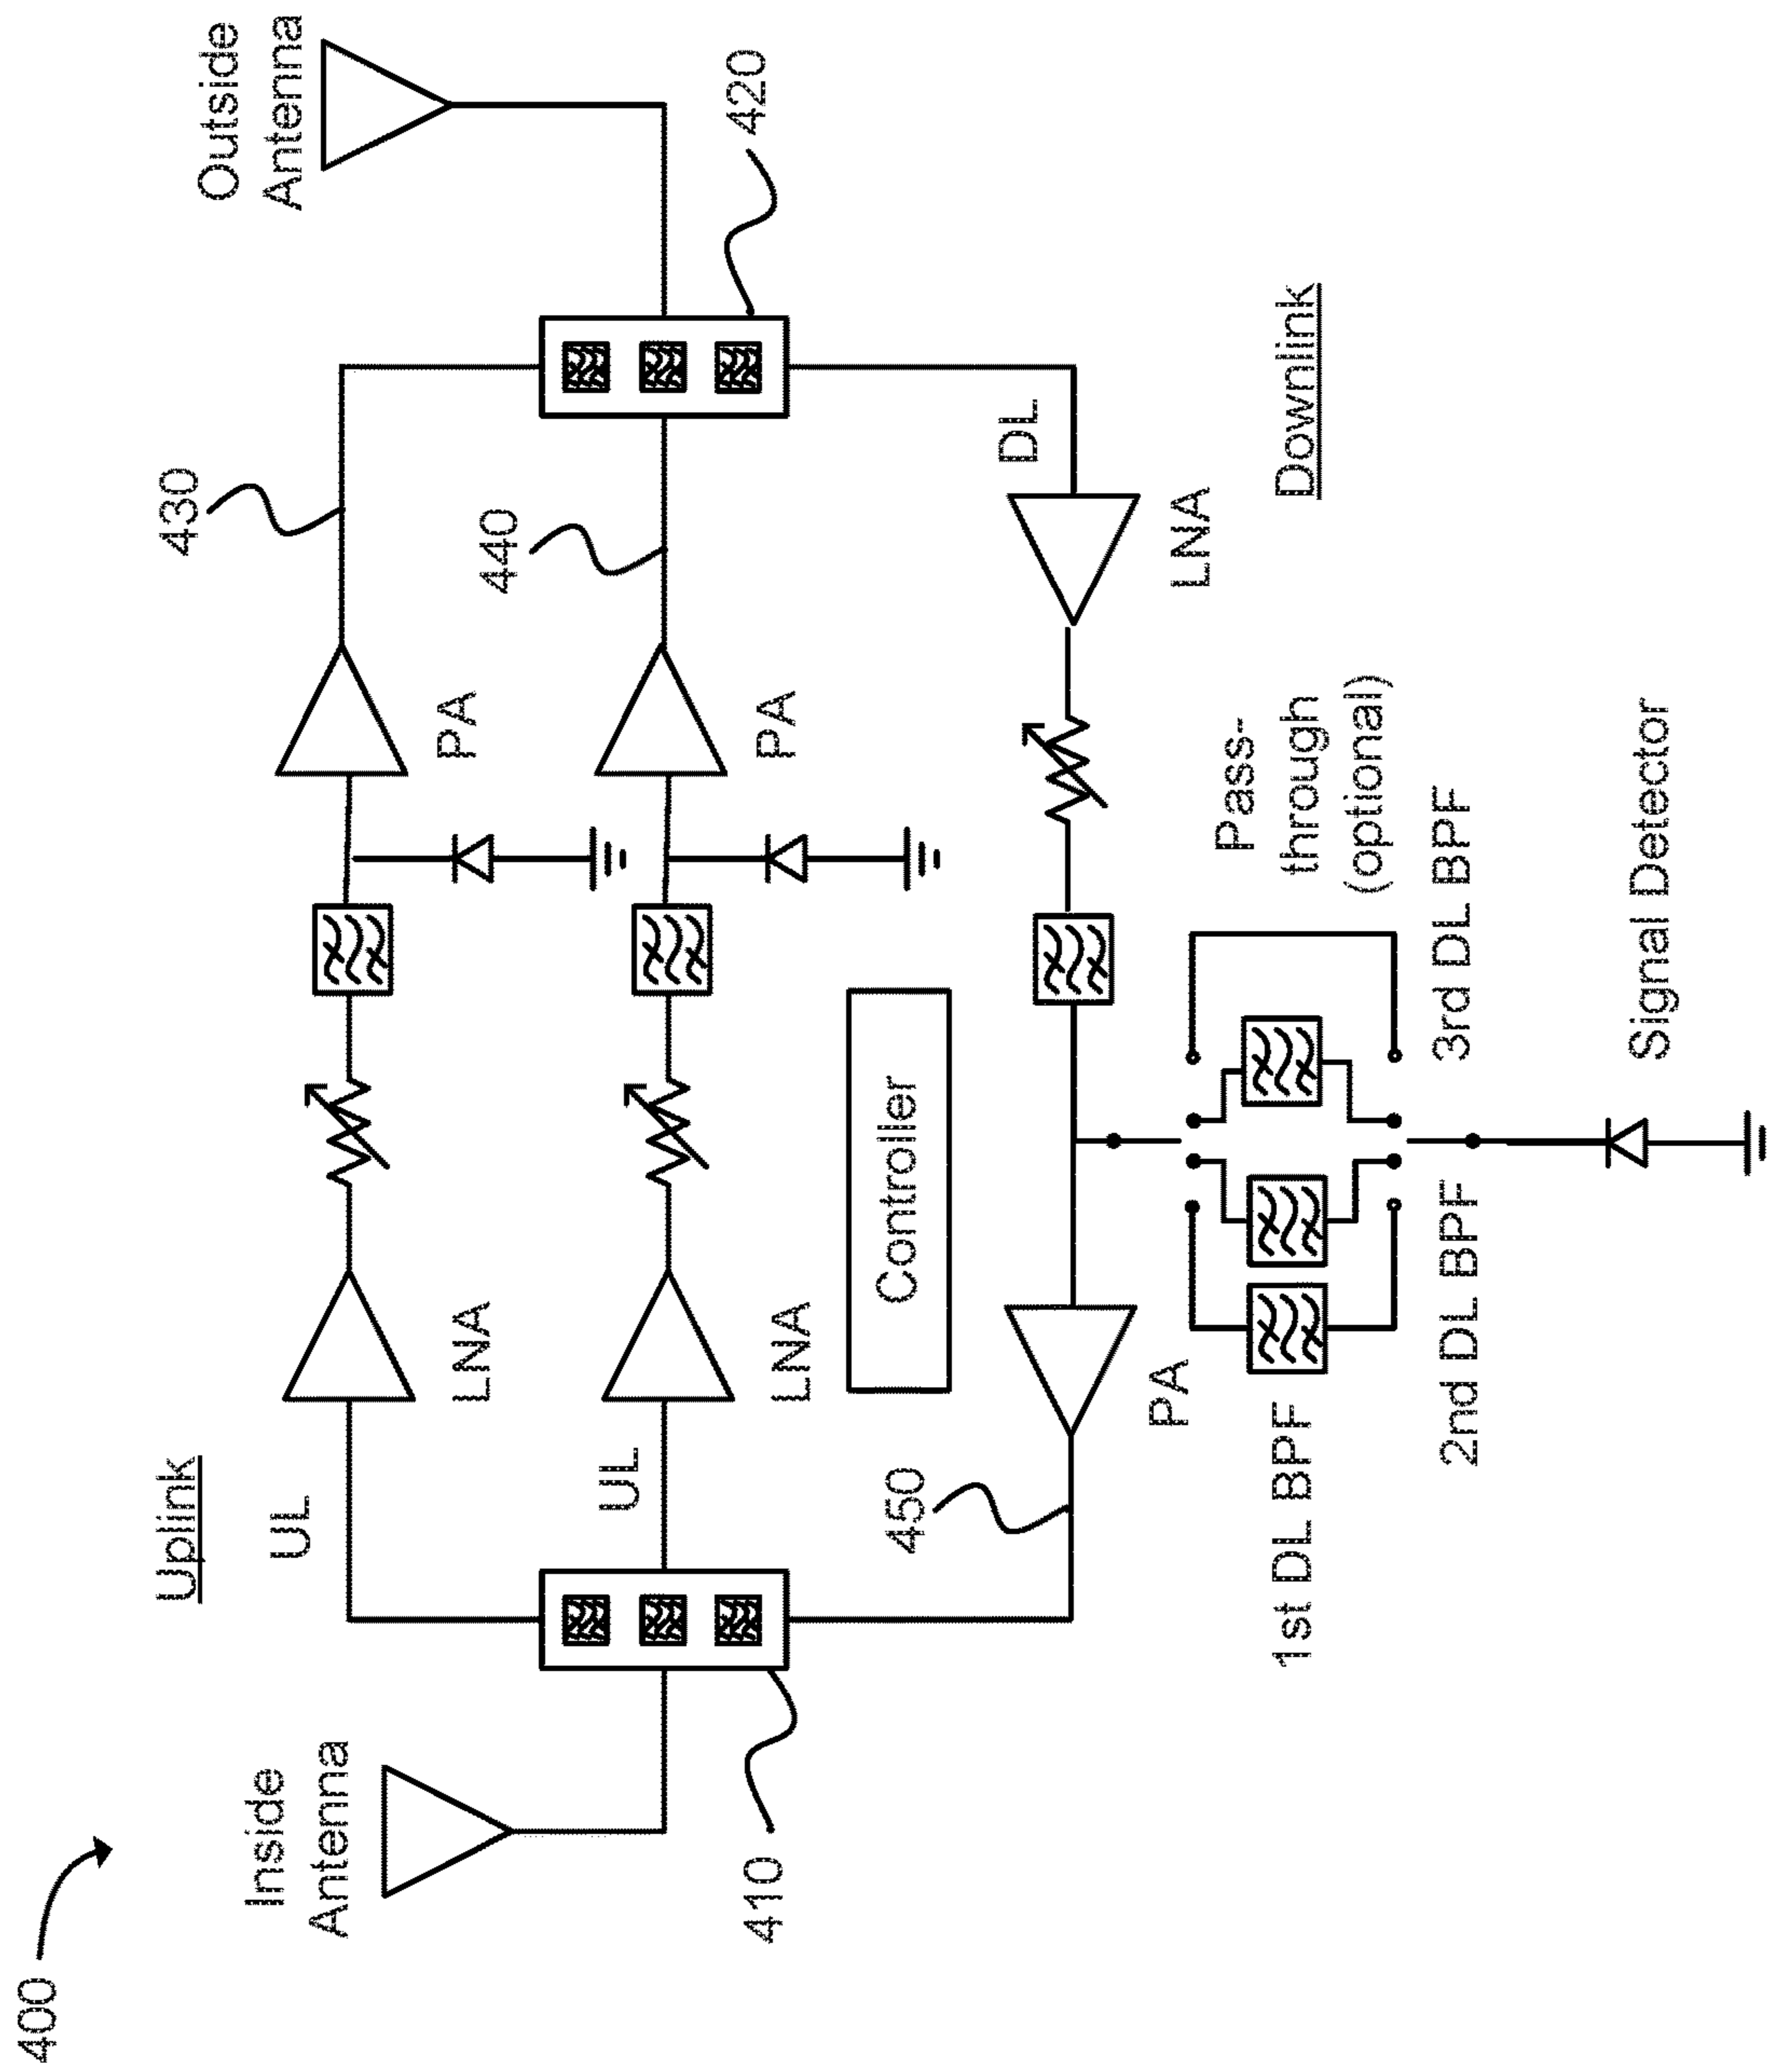 400
Uplink
Inside
Antenna
Outside
Antenna
UL
LNA
PA
430
UL
LNA
PA
440
410
420
Controller
450
PA
DL
LNA
Downlink
1st DL BPF
2nd DL BPF
3rd DL BPF
Pass-
through
(optional)
Signal Detector